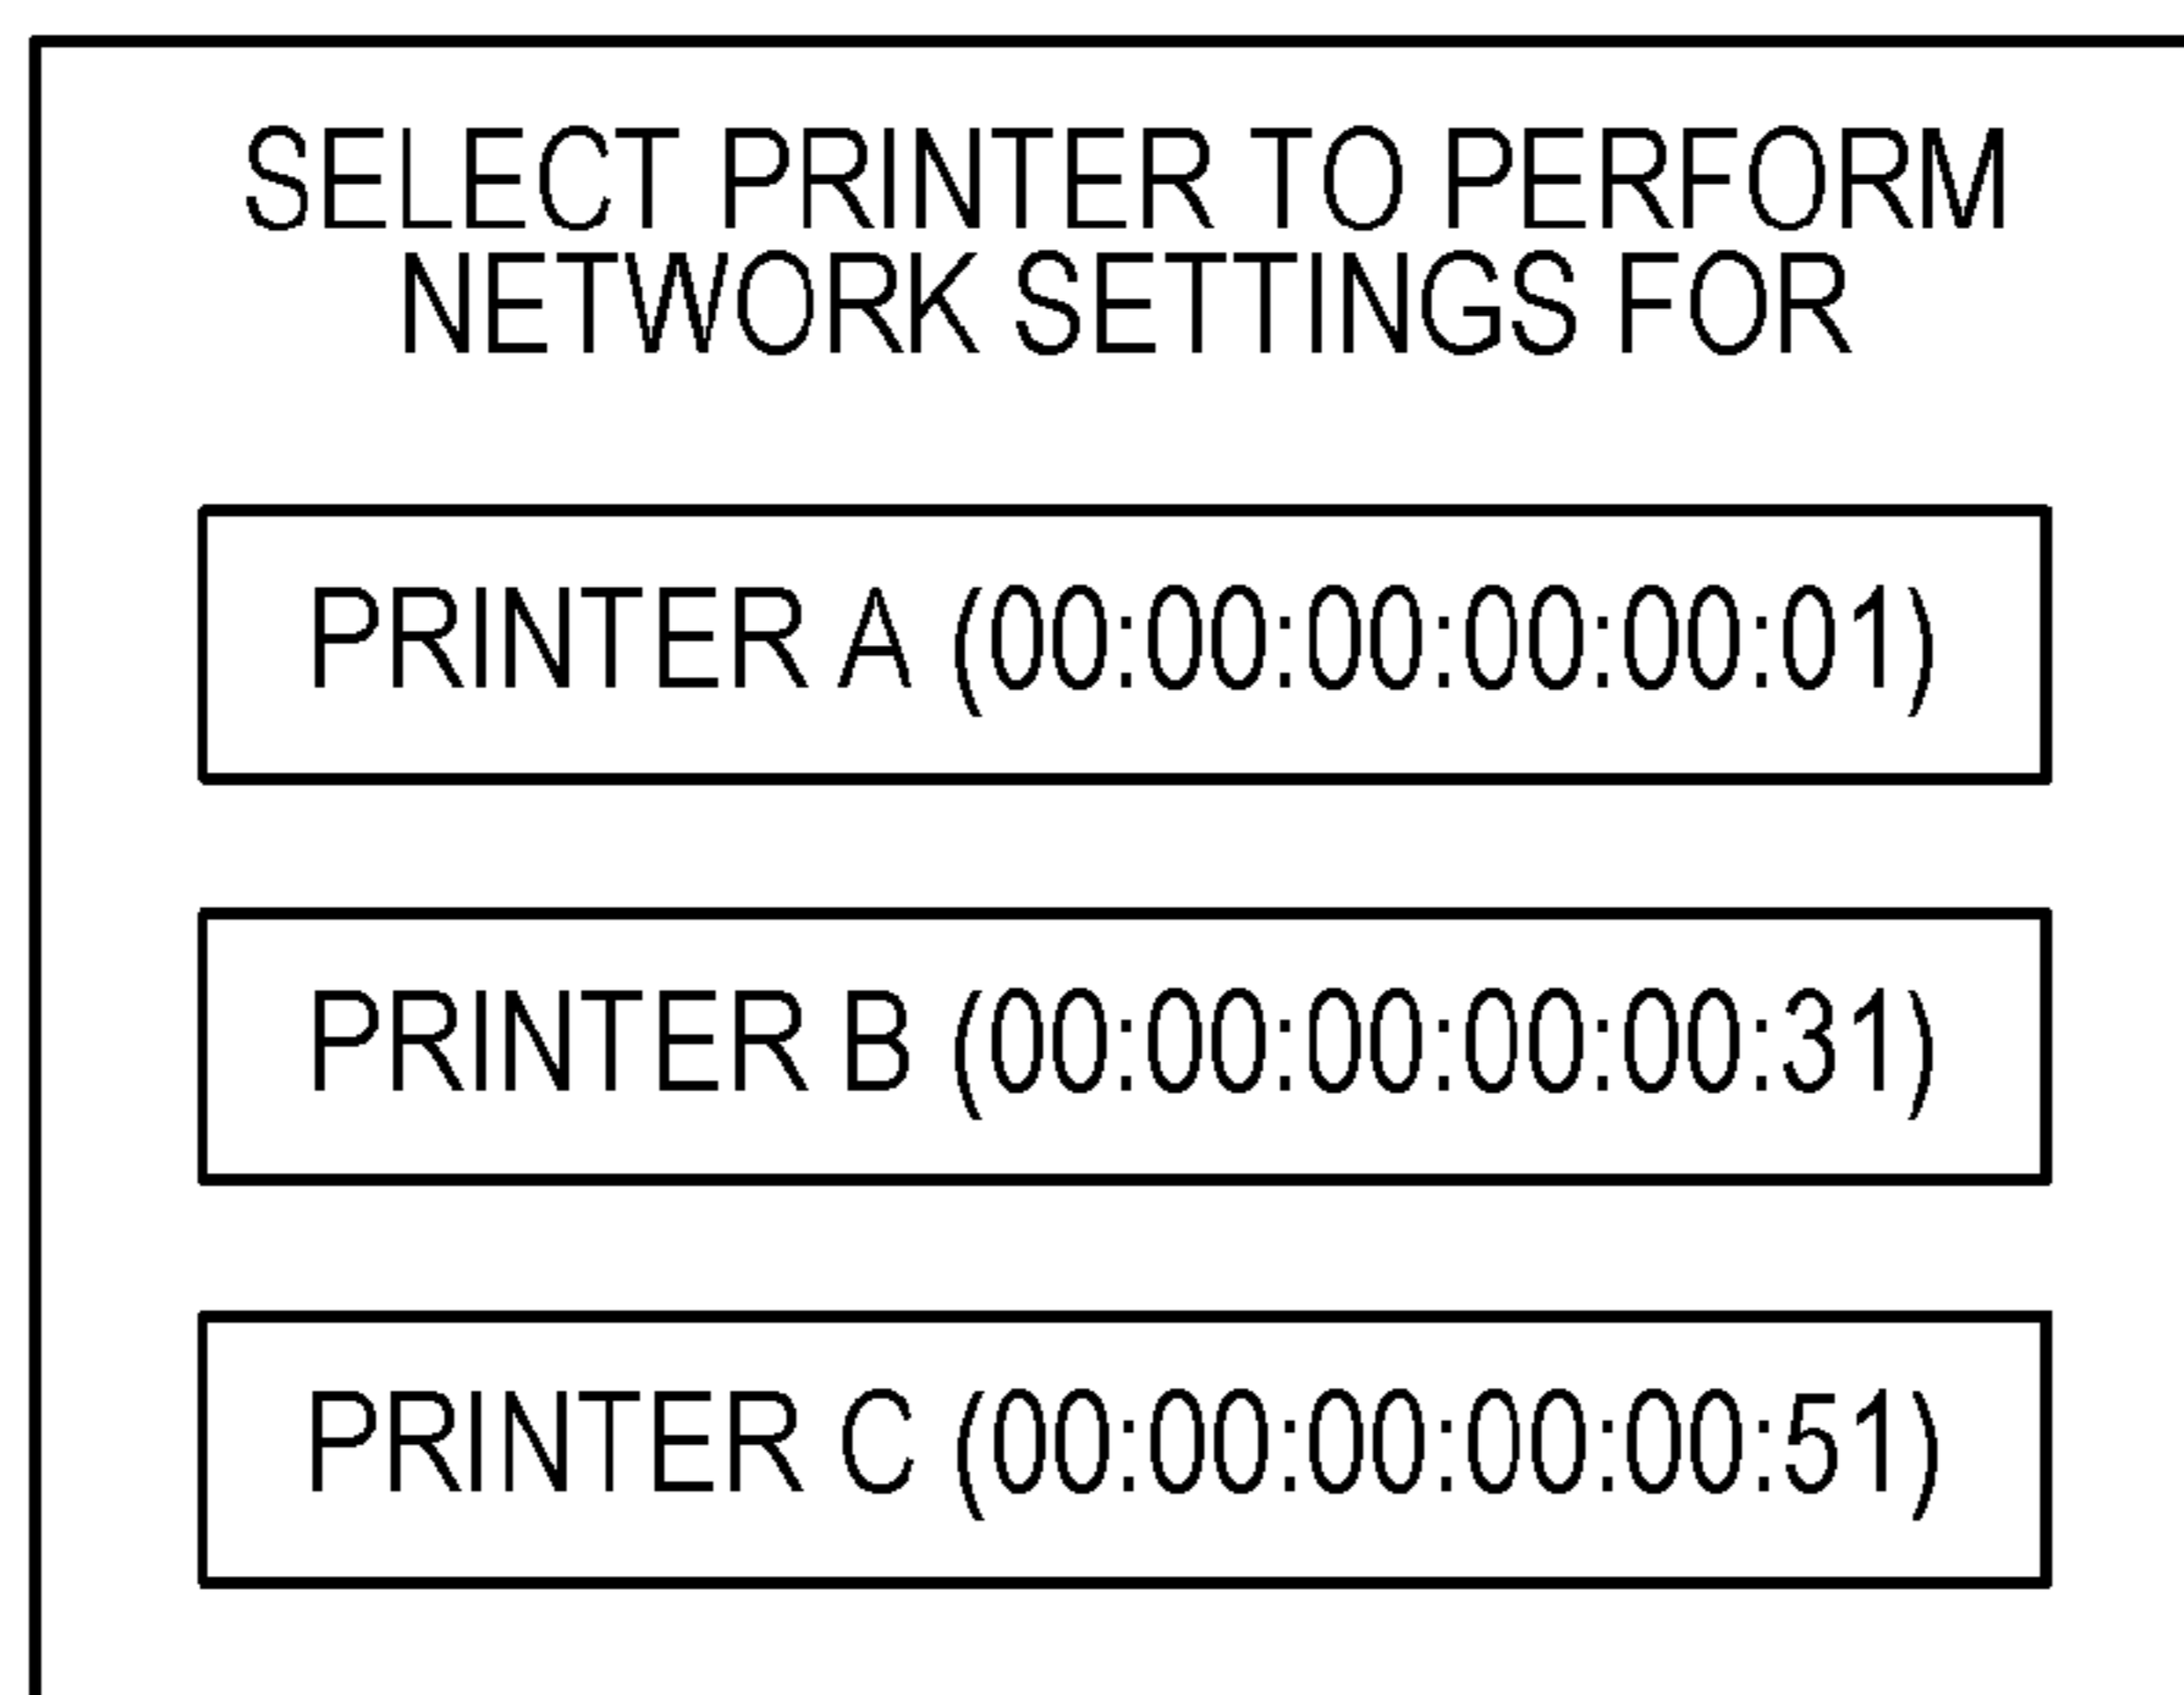 SELECT PRINTER TO PERFORM
NETWORK SETTINGS FOR
PRINTER A (00:00:00:00:00:01)
PRINTER B (00:00:00:00:00:31)
PRINTER C (00:00:00:00:00:51)